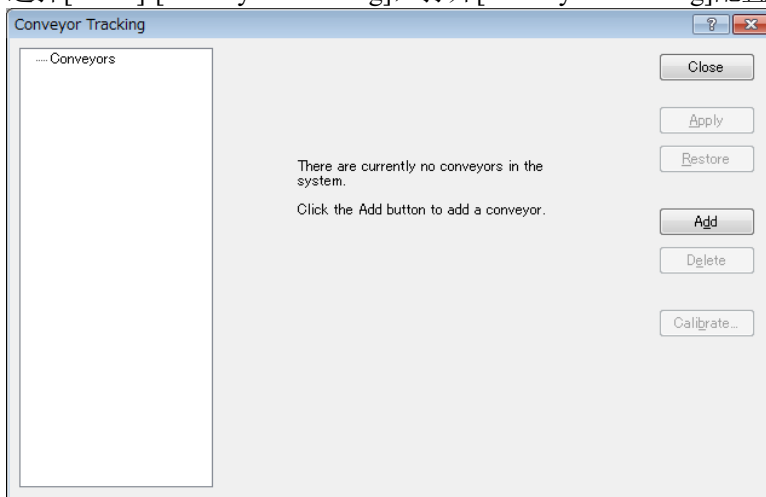 Conveyor Tracking
Conveyors
Close
Apply
Restore
There are currently no conveyors in the
system.
Click the Add button to add a conveyor.
Add
Delete
Calibrate...